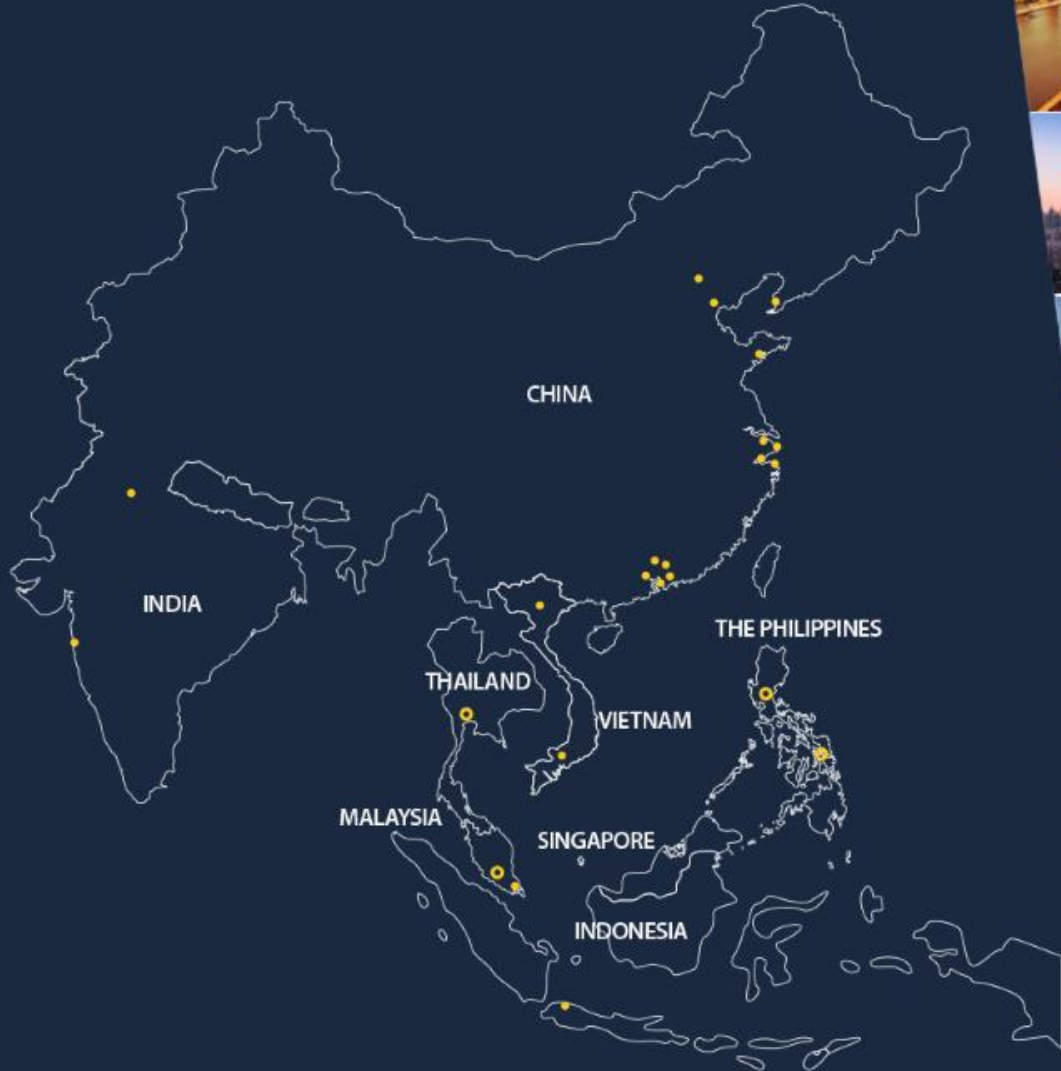 CHINA
INDIA
THE PHILIPPINES
THAILAND
VIETNAM
MALAYSIA
SINGAPORE
INDONESIA